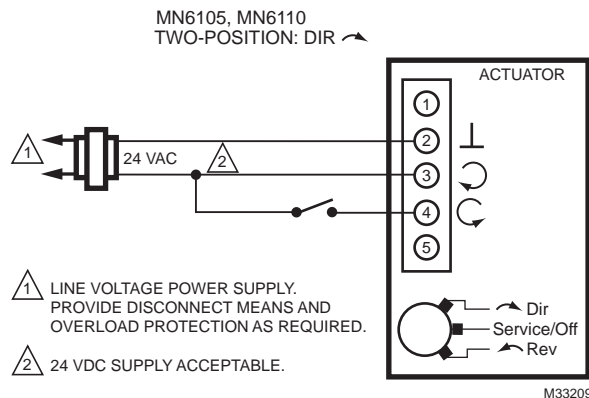 MN6105, MN6110
TWO-POSITION: DIR
ACTUATOR
1
2
3
4
5
1
24 VAC
2
1 LINE VOLTAGE POWER SUPPLY.
PROVIDE DISCONNECT MEANS AND
OVERLOAD PROTECTION AS REQUIRED.
2 24 VDC SUPPLY ACCEPTABLE.
Dir
Service/Off
Rev
M33209